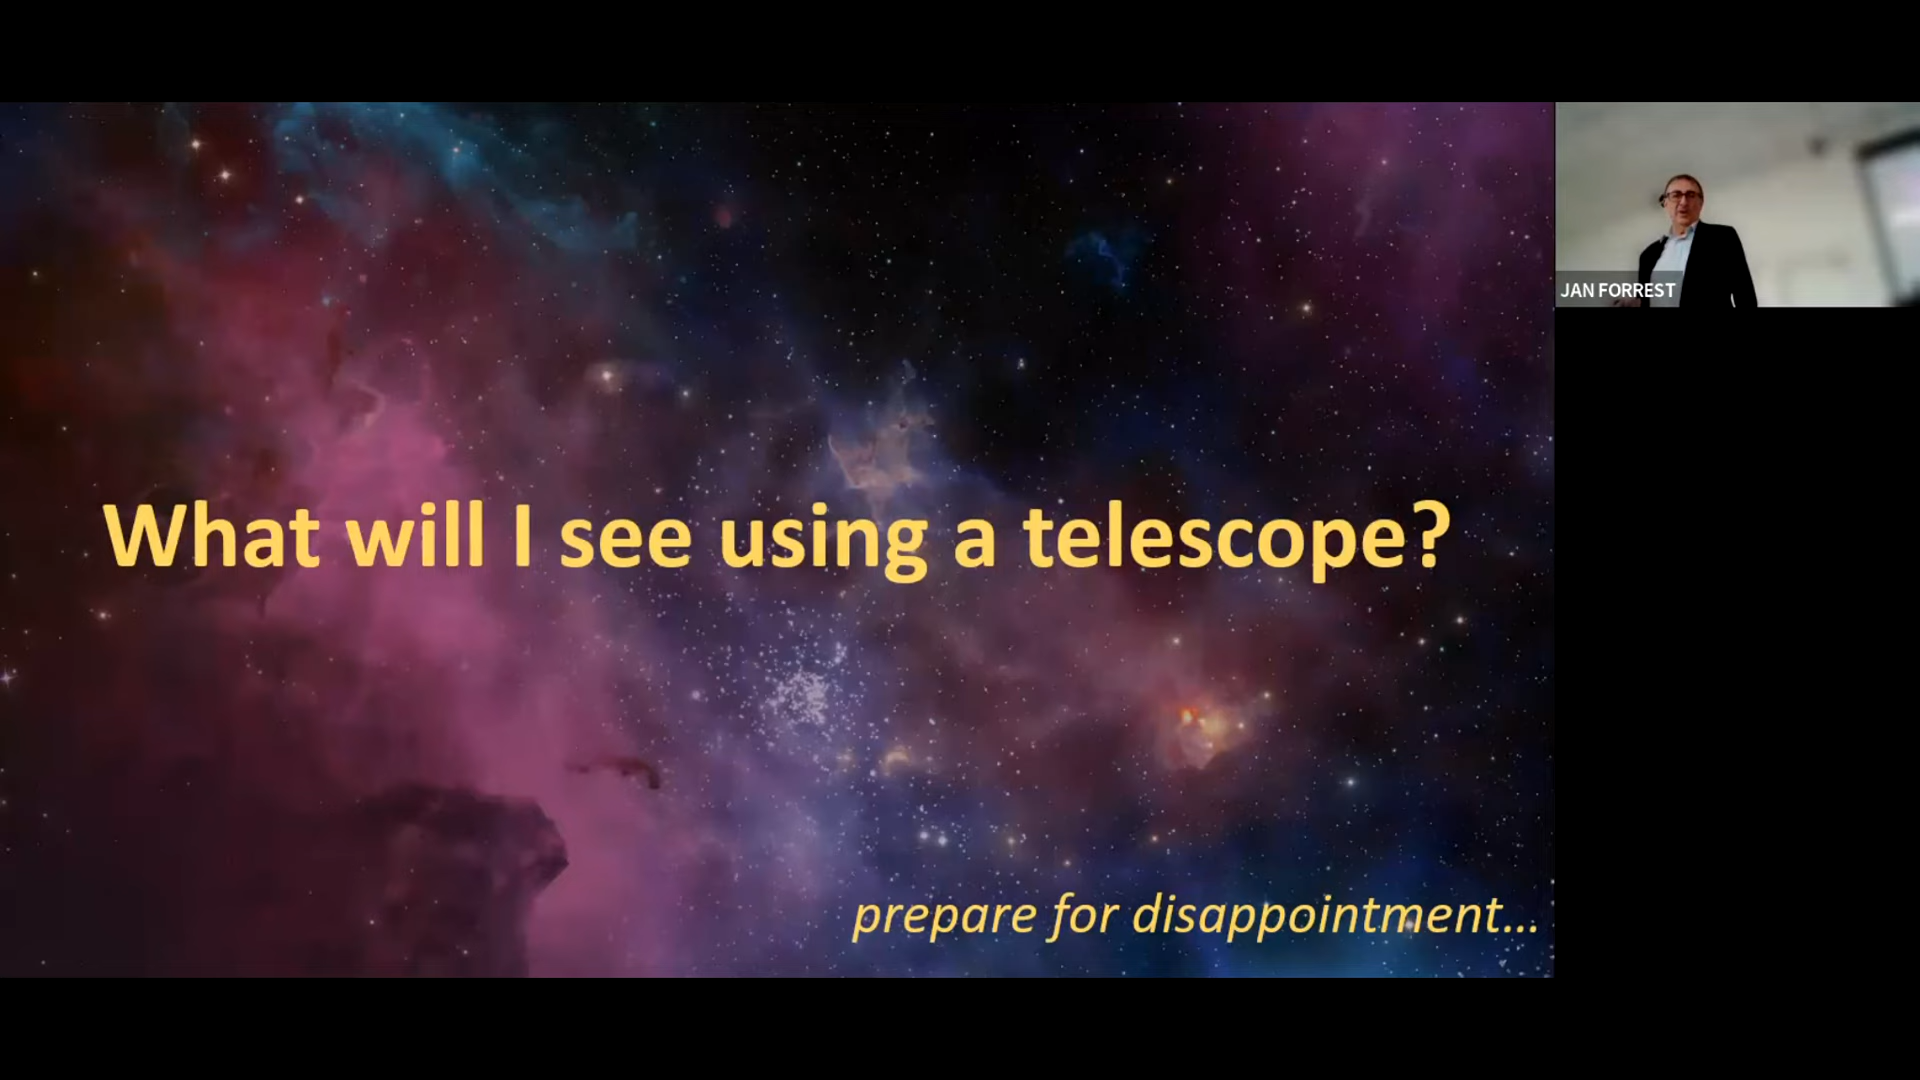 What will I see using a telescope?
prepare for disappointment...
JAN FORREST